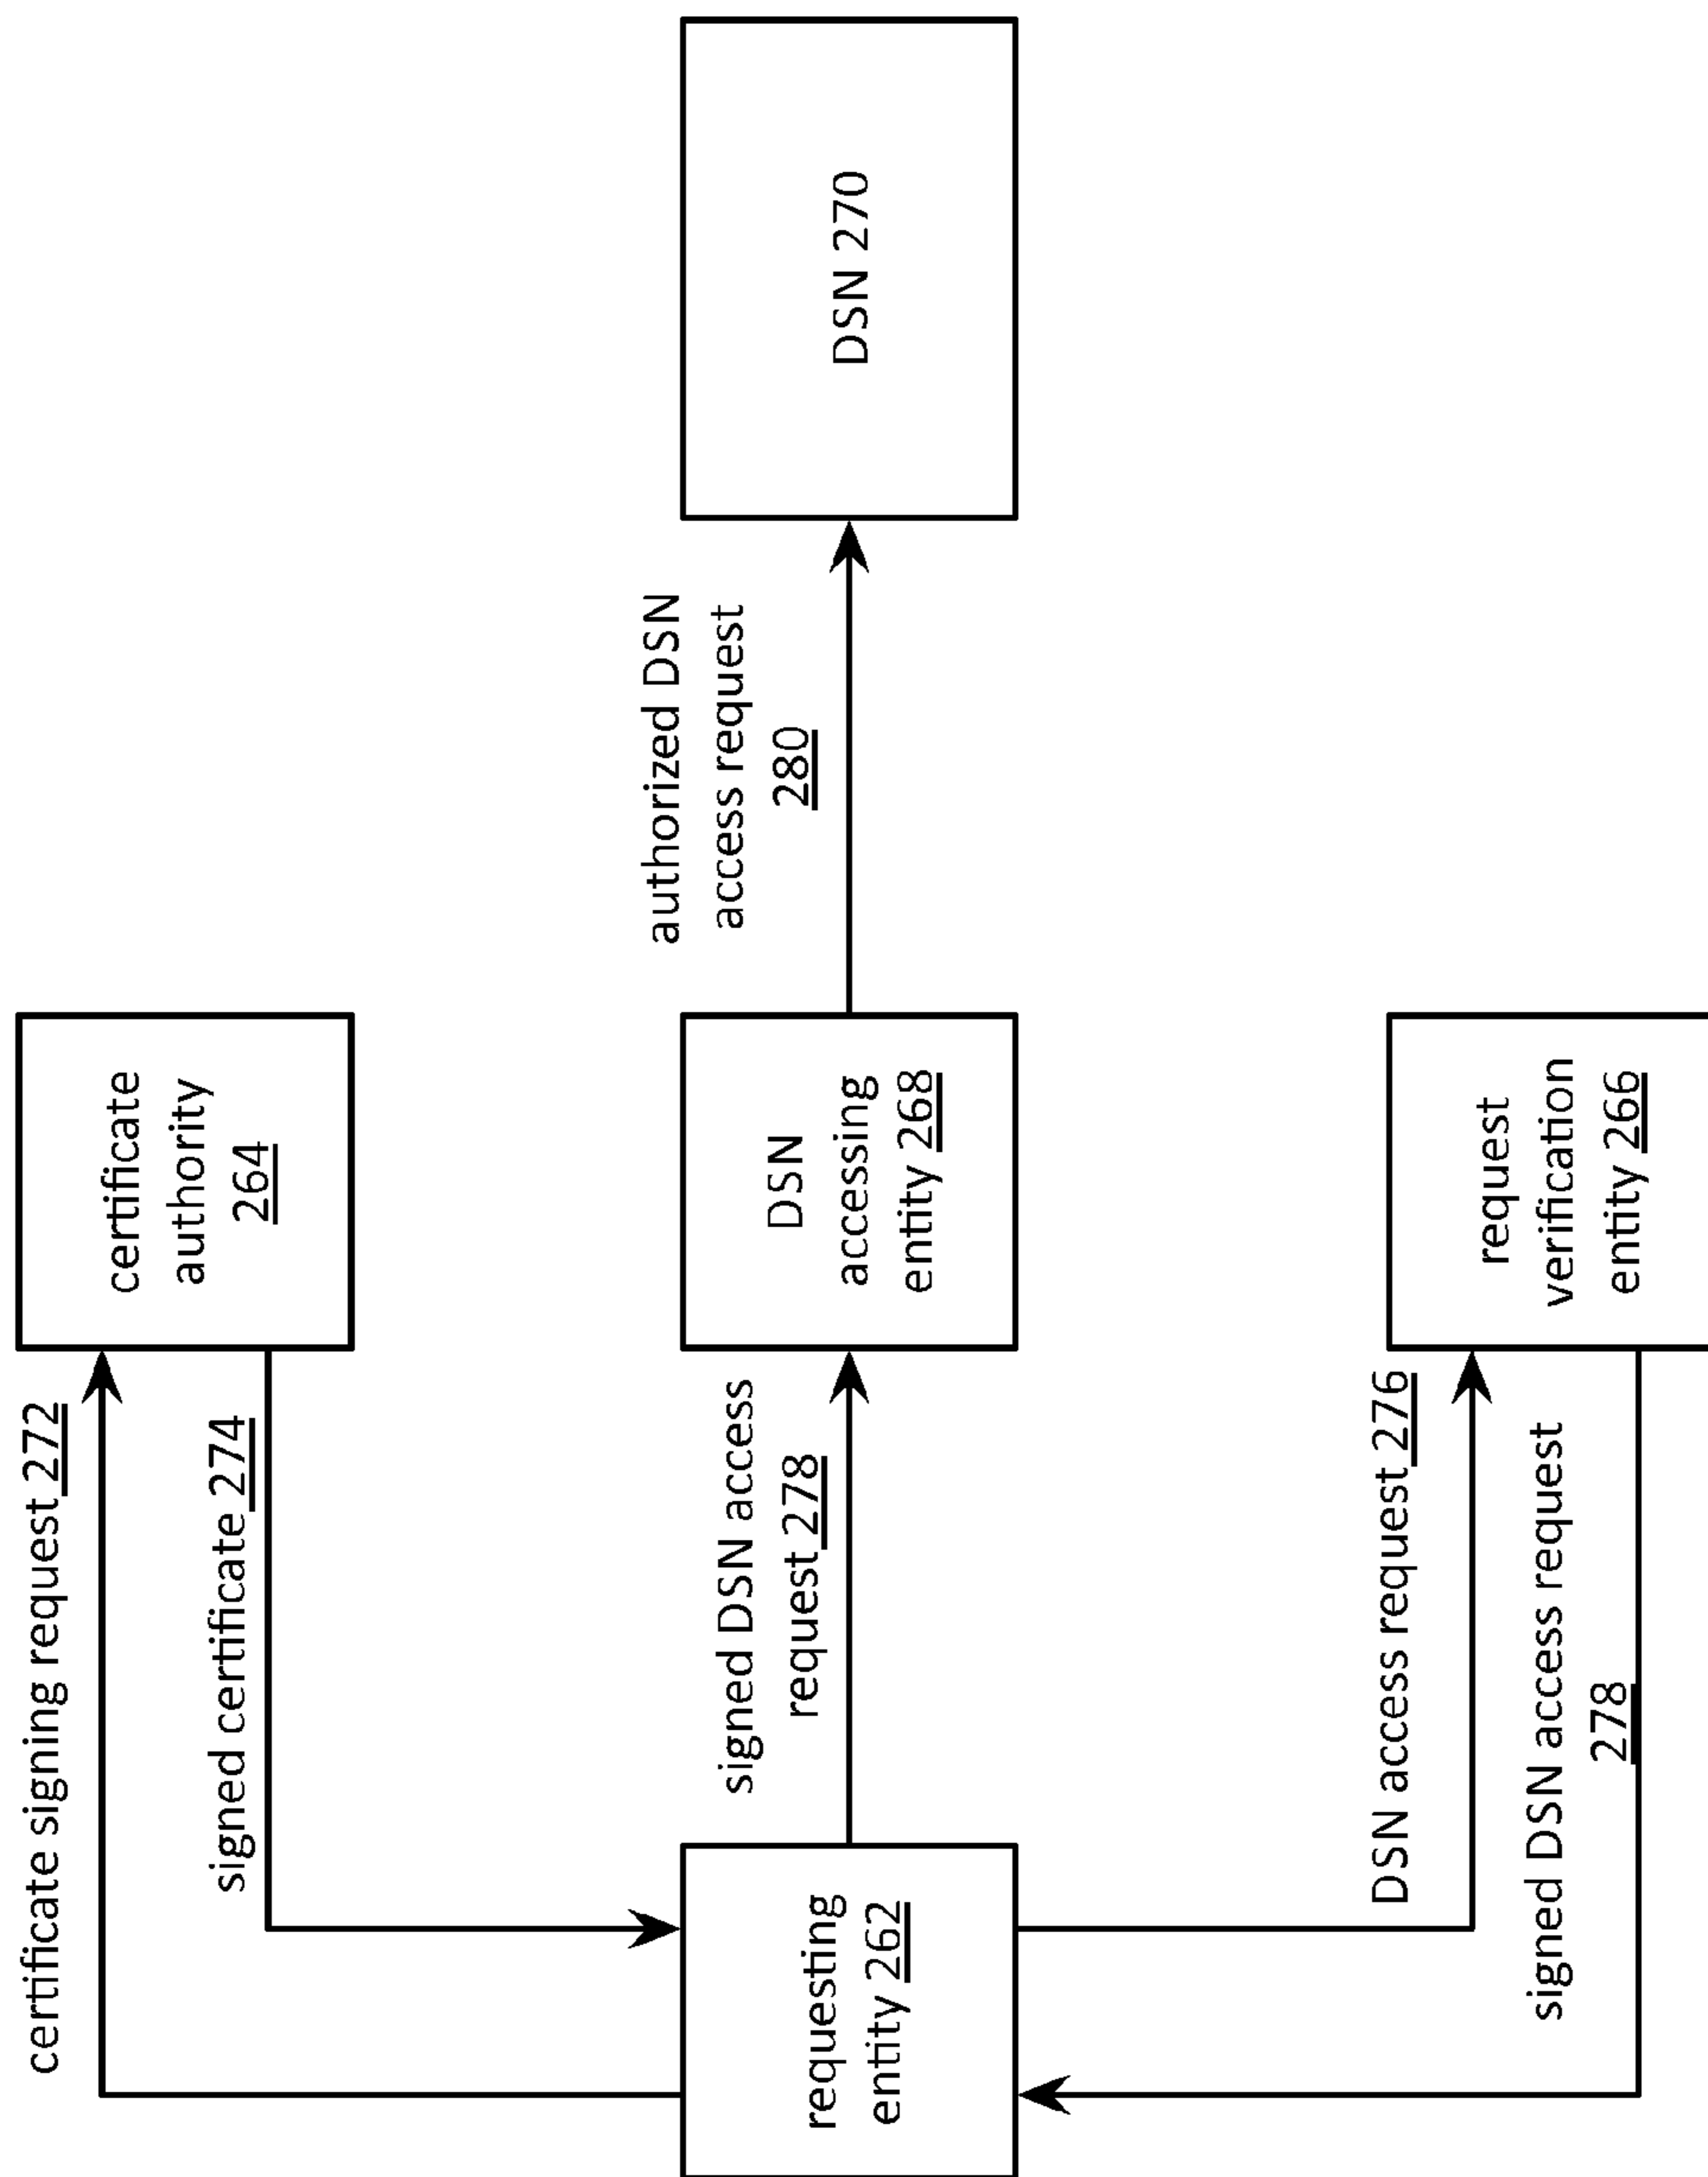 certificate signing request 272
signed certificate 274
certificate
authority
264
signed DSN access
request 278
requesting
entity 262
DSN
accessing
entity 268
authorized DSN
access request
280
DSN 270
DSN access request 276
signed DSN access request
278
request
verification
entity 266